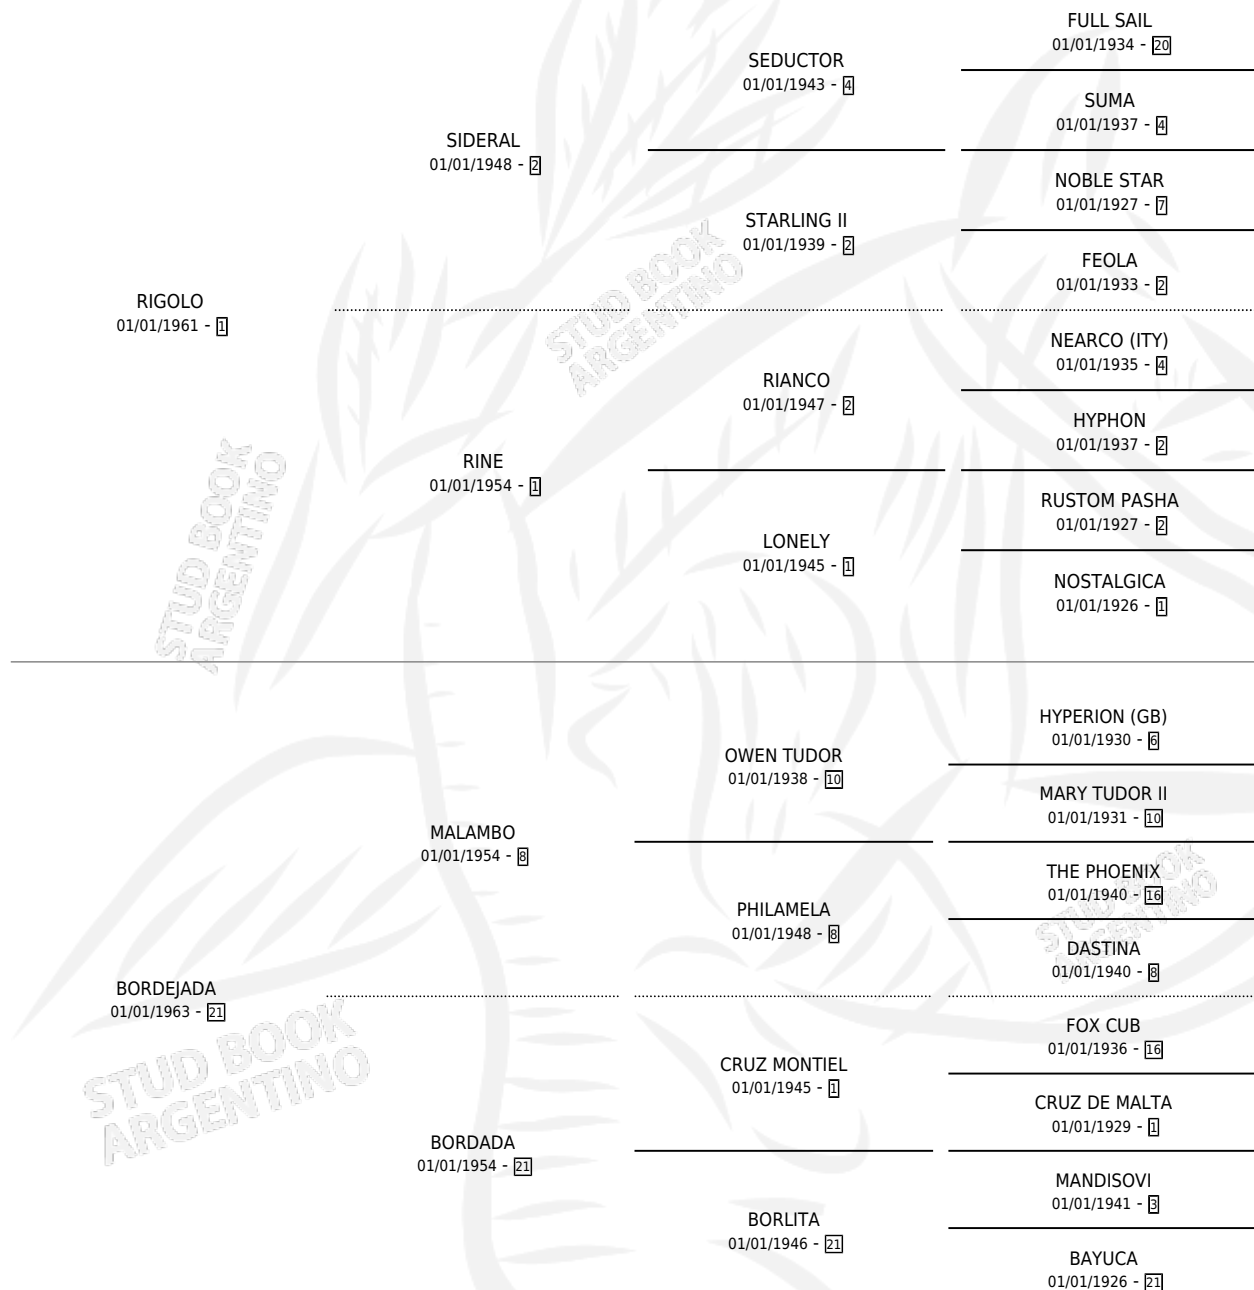 FULL SAIL
01/01/1934 - 20
SEDUCTOR
01/01/1943 - 4
SUMA
01/01/1937 - 4
SIDERAL
01/01/1948 - 2
NOBLE STAR
01/01/1927 - 7
STARLING II
01/01/1939 - 2
FEOLA
01/01/1933 - 2
RIGOLO
01/01/1961 - 1
NEARCO (ITY)
01/01/1935 - 4
RIANCO
01/01/1947 - 2
HYPHON
01/01/1937 - 2
RINE
01/01/1954 - 1
RUSTOM PASHA
01/01/1927 - 2
LONELY
01/01/1945 - 1
NOSTALGICA
01/01/1926 - 1
HYPERION (GB)
01/01/1930 - 6
OWEN TUDOR
01/01/1938 - 10
MARY TUDOR II
01/01/1931 - 10
MALAMBO
01/01/1954 - 8
THE PHOENIX
01/01/1940 - 16
PHILAMELA
01/01/1948 - 8
DASTINA
01/01/1940 - 8
BORDEJADA
01/01/1963 - 21
FOX CUB
01/01/1936 - 16
CRUZ MONTIEL
01/01/1945 - 1
CRUZ DE MALTA
01/01/1929 - 1
BORDADA
01/01/1954 - 21
MANDISOVI
01/01/1941 - 3
BORLITA
01/01/1946 - 21
BAYUCA
01/01/1926 - 21
STUD BOOK
ARGENTINO
STUD BOOK
ARGENTINO
STUD BOOK
ARGENTINO
STUD BOOK
ARGENTINO